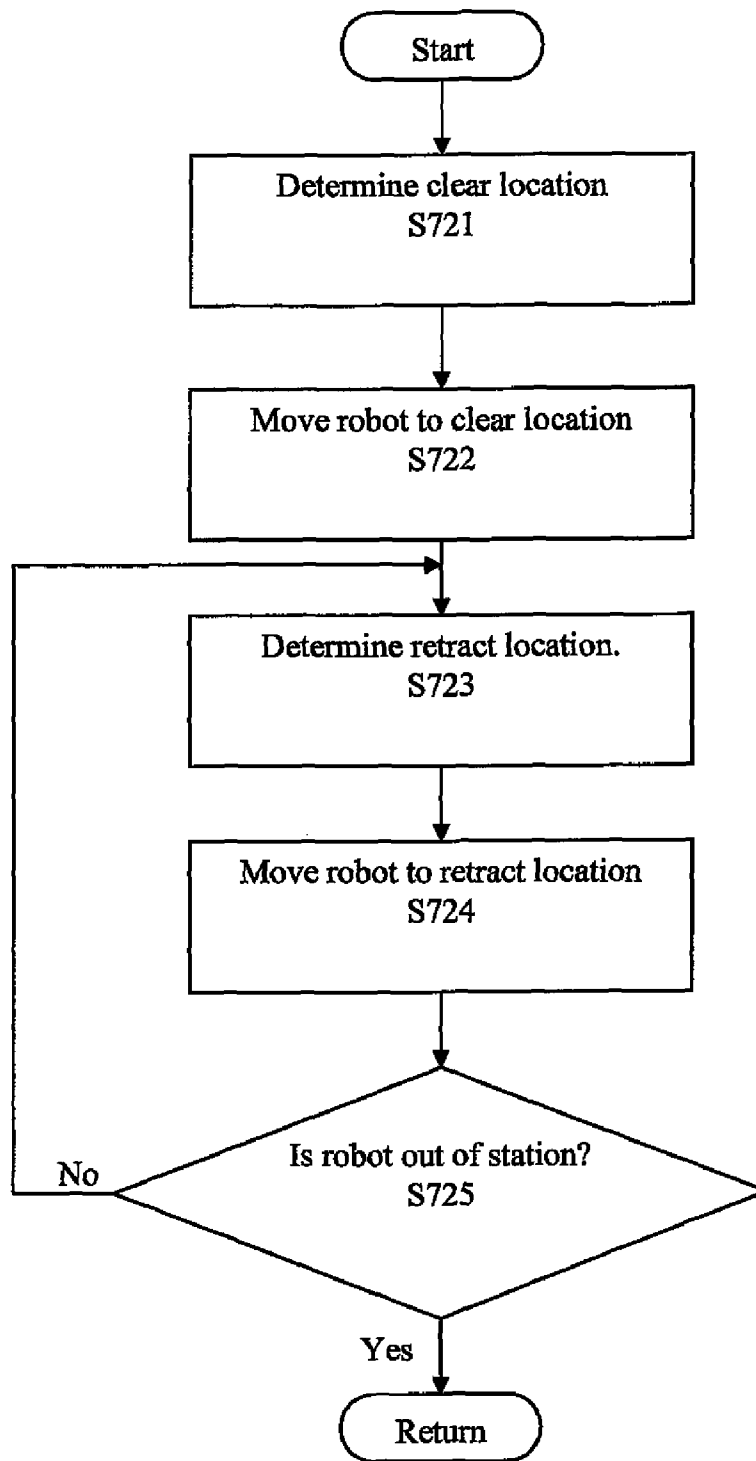 Start
Determine clear location
S721
Move robot to clear location
S722
Determine retract location.
S723
Move robot to retract location
S724
Is robot out of station?
S725
No
Yes
Return